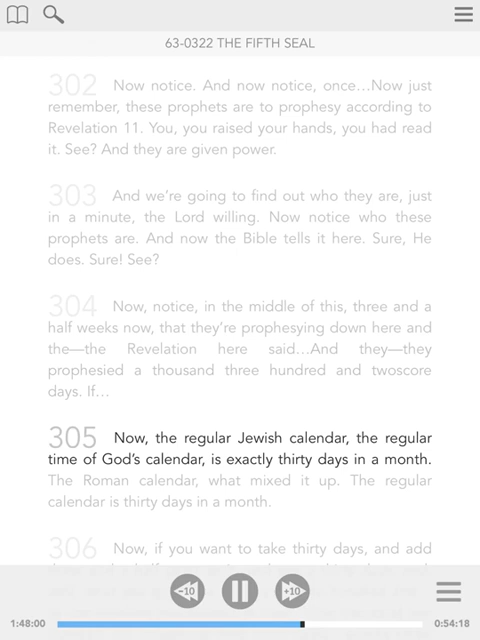 63-0322 THE FIFTH SEAL
302 Now notice. And now notice, once…Now just
remember, these prophets are to prophesy according to
Revelation 11. You, you raised your hands, you had read
it. See? And they are given power.
303 And we’re going to find out who they are, just
in a minute, the Lord willing. Now notice who these
prophets are. And now the Bible tells it here. Sure, He
does. Sure! See?
304 Now, notice, in the middle of this, three and a
half weeks now, that they’re prophesying down here and
the—the Revelation here said…And they—they
prophesied a thousand three hundred and twoscore
days. If…
305 Now, the regular Jewish calendar, the regular
time of God’s calendar, is exactly thirty days in a month.
The Roman calendar, what mixed it up. The regular
calendar is thirty days in a month.
306 Now, if you want to take thirty days, and add
-10 +10
1:48:00 0:54:18